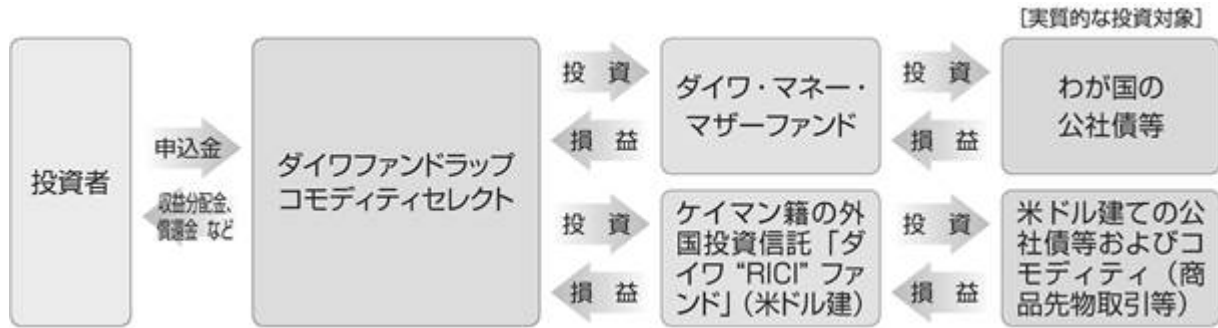 [実質的な投資対象]
投資者
申込金
収益分配金、
償還金 など
ダイワファンドラップ
コモディティセレクト
投 資
損 益
ダイワ・マネー・
マザーファンド
投 資
損 益
わが国の
公社債等
投 資
損 益
ケイマン籍の外
国投資信託「ダ
イワ “RICI” ファ
ンド」(米ドル建)
投 資
損 益
米ドル建ての公
社債等およびコ
モディティ(商
品先物取引等)